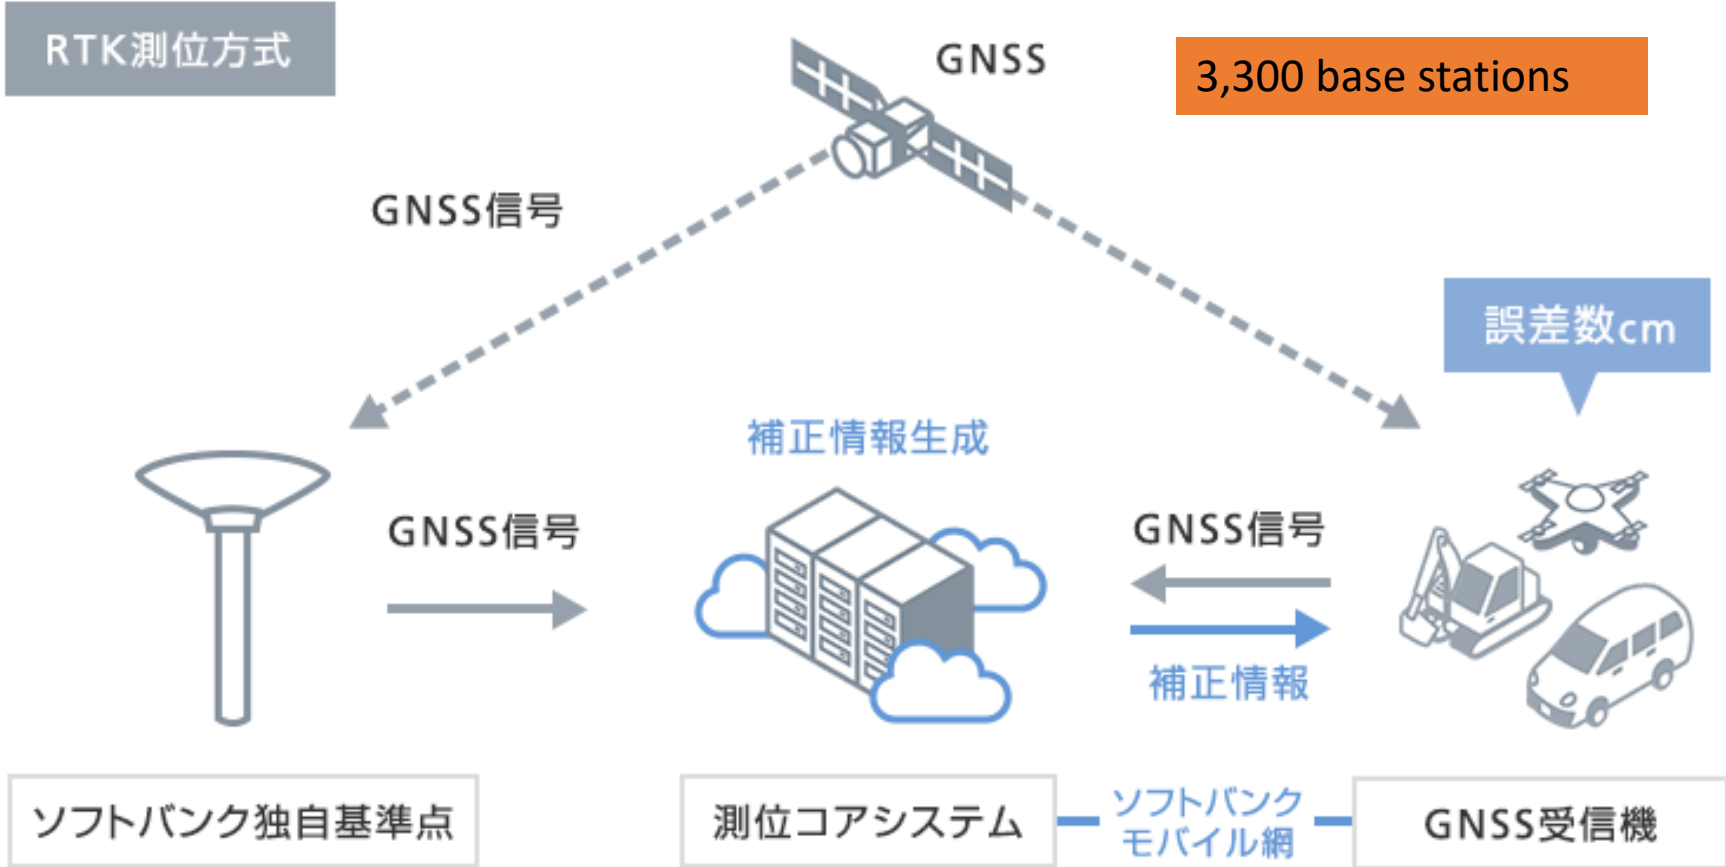 RTK測位方式
GNSS
3,300 base stations
GNSS信号
誤差数cm
補正情報生成
GNSS信号
GNSS信号
補正情報
ソフトバンク独自基準点
測位コアシステム
ソフトバンク
モバイル網
GNSS受信機